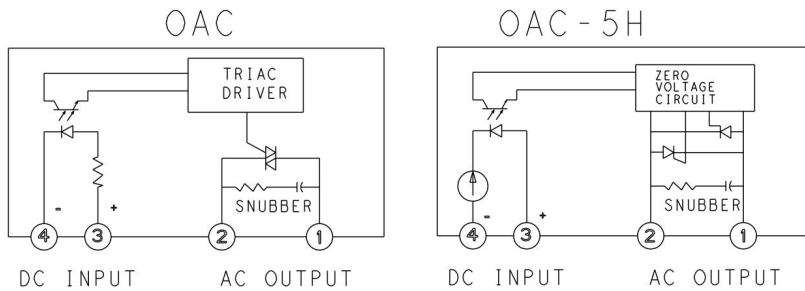 OAC
TRIAC
DRIVER
SNUBBER
- +
4 3 2 1
DC INPUT AC OUTPUT
OAC-5H
ZERO
VOLTAGE
CIRCUIT
SNUBBER
- +
4 3 2 1
DC INPUT AC OUTPUT